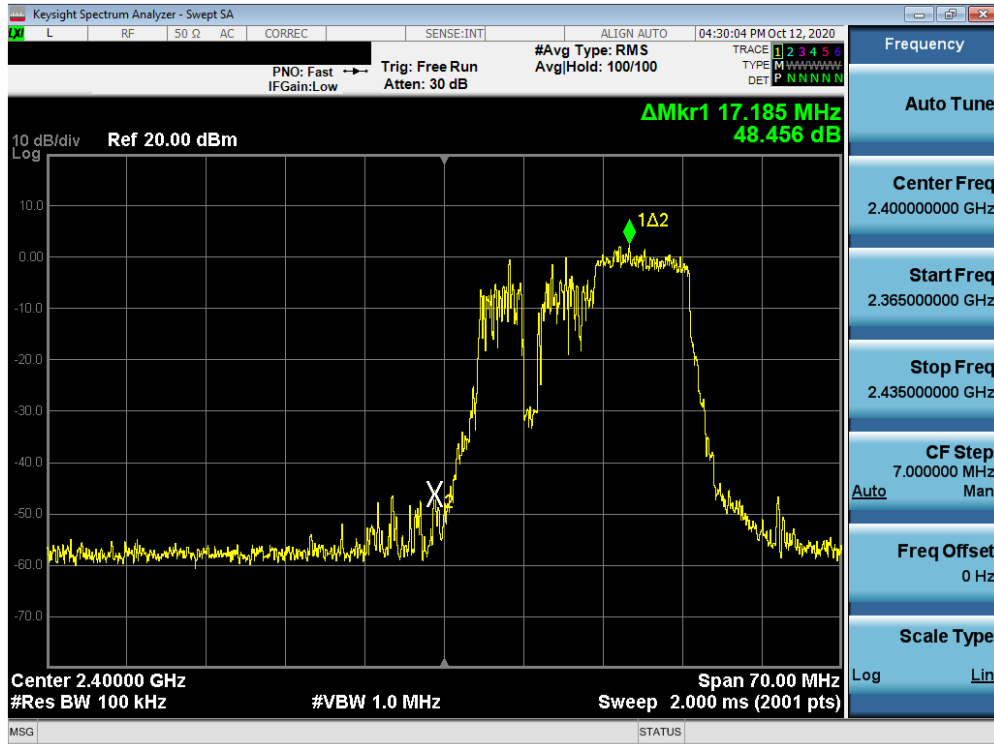 Keysight Spectrum Analyzer - Swept SA
LXI L RF 50 Ω AC CORREC SENSE:INT ALIGN AUTO 04:30:04 PM Oct 12, 2020
PNO: Fast
IFGain:Low
Trig: Free Run
Atten: 30 dB
#Avg Type: RMS
Avg|Hold: 100/100
TRACE 1 2 3 4 5 6
TYPE M WWWWW
DET P N N N N N
ΔMkr1 17.185 MHz
48.456 dB
10 dB/div
Log
Ref 20.00 dBm
10.0
0.00
-10.0
-20.0
-30.0
-40.0
-50.0
-60.0
-70.0
1Δ2
X2
Center 2.40000 GHz
Span 70.00 MHz
#Res BW 100 kHz
#VBW 1.0 MHz
Sweep 2.000 ms (2001 pts)
MSG
STATUS
Frequency
Auto Tune
Center Freq
2.400000000 GHz
Start Freq
2.365000000 GHz
Stop Freq
2.435000000 GHz
CF Step
7.000000 MHz
Auto Man
Freq Offset
0 Hz
Scale Type
Log Lin